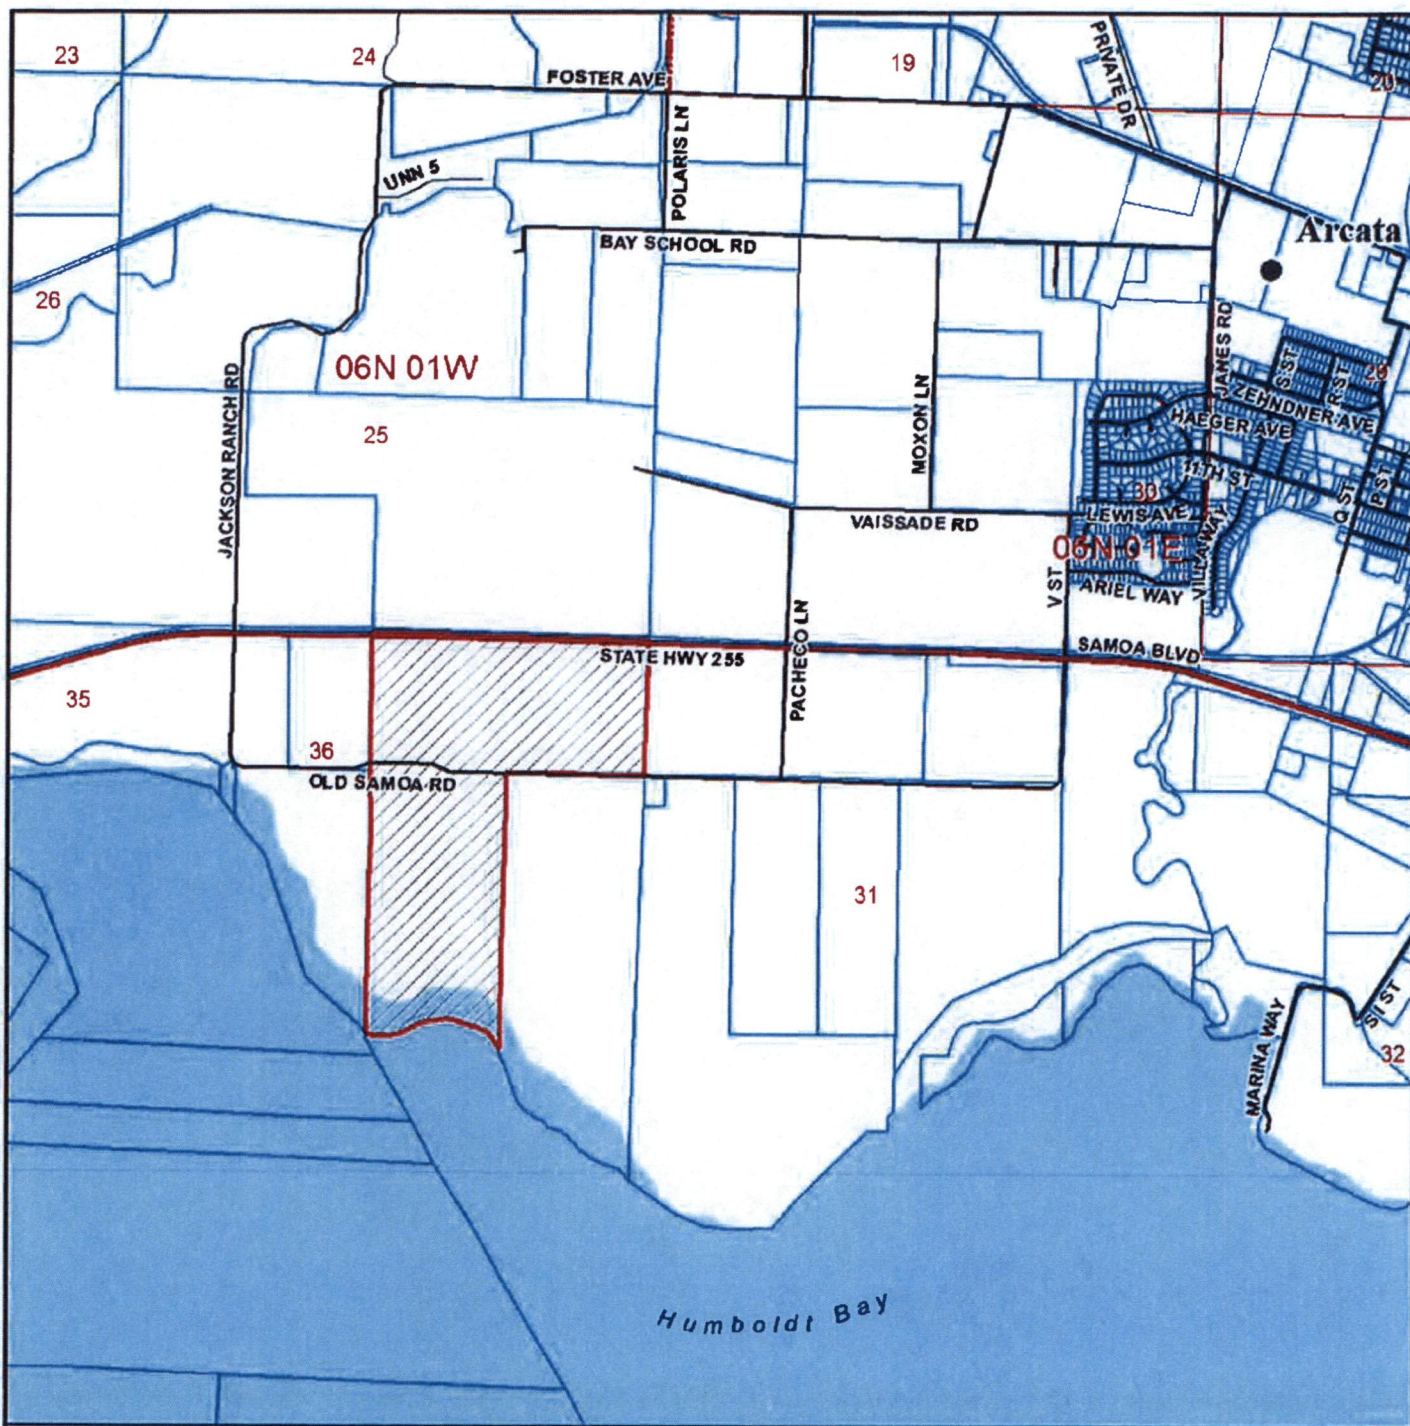 23
24
19
20
FOSTER AVE
PRIVATE DR
POLARIS LN
UNN 5
BAY SCHOOL RD
Arcata
26
06N 01W
JACKSON RANCH RD
25
MOXON LN
JANES RD
S ST
R ST
29
ZEHNDNER AVE
HAEGER AVE
11TH ST
30
LEWIS AVE
Q ST
P ST
VAISSADE RD
06N 01E
VILLA WAY
V ST
ARIEL WAY
PACHECO LN
STATE HWY 255
SAMOA BLVD
35
36
OLD SAMOA RD
31
S I ST
MARINA WAY
32
Humboldt Bay